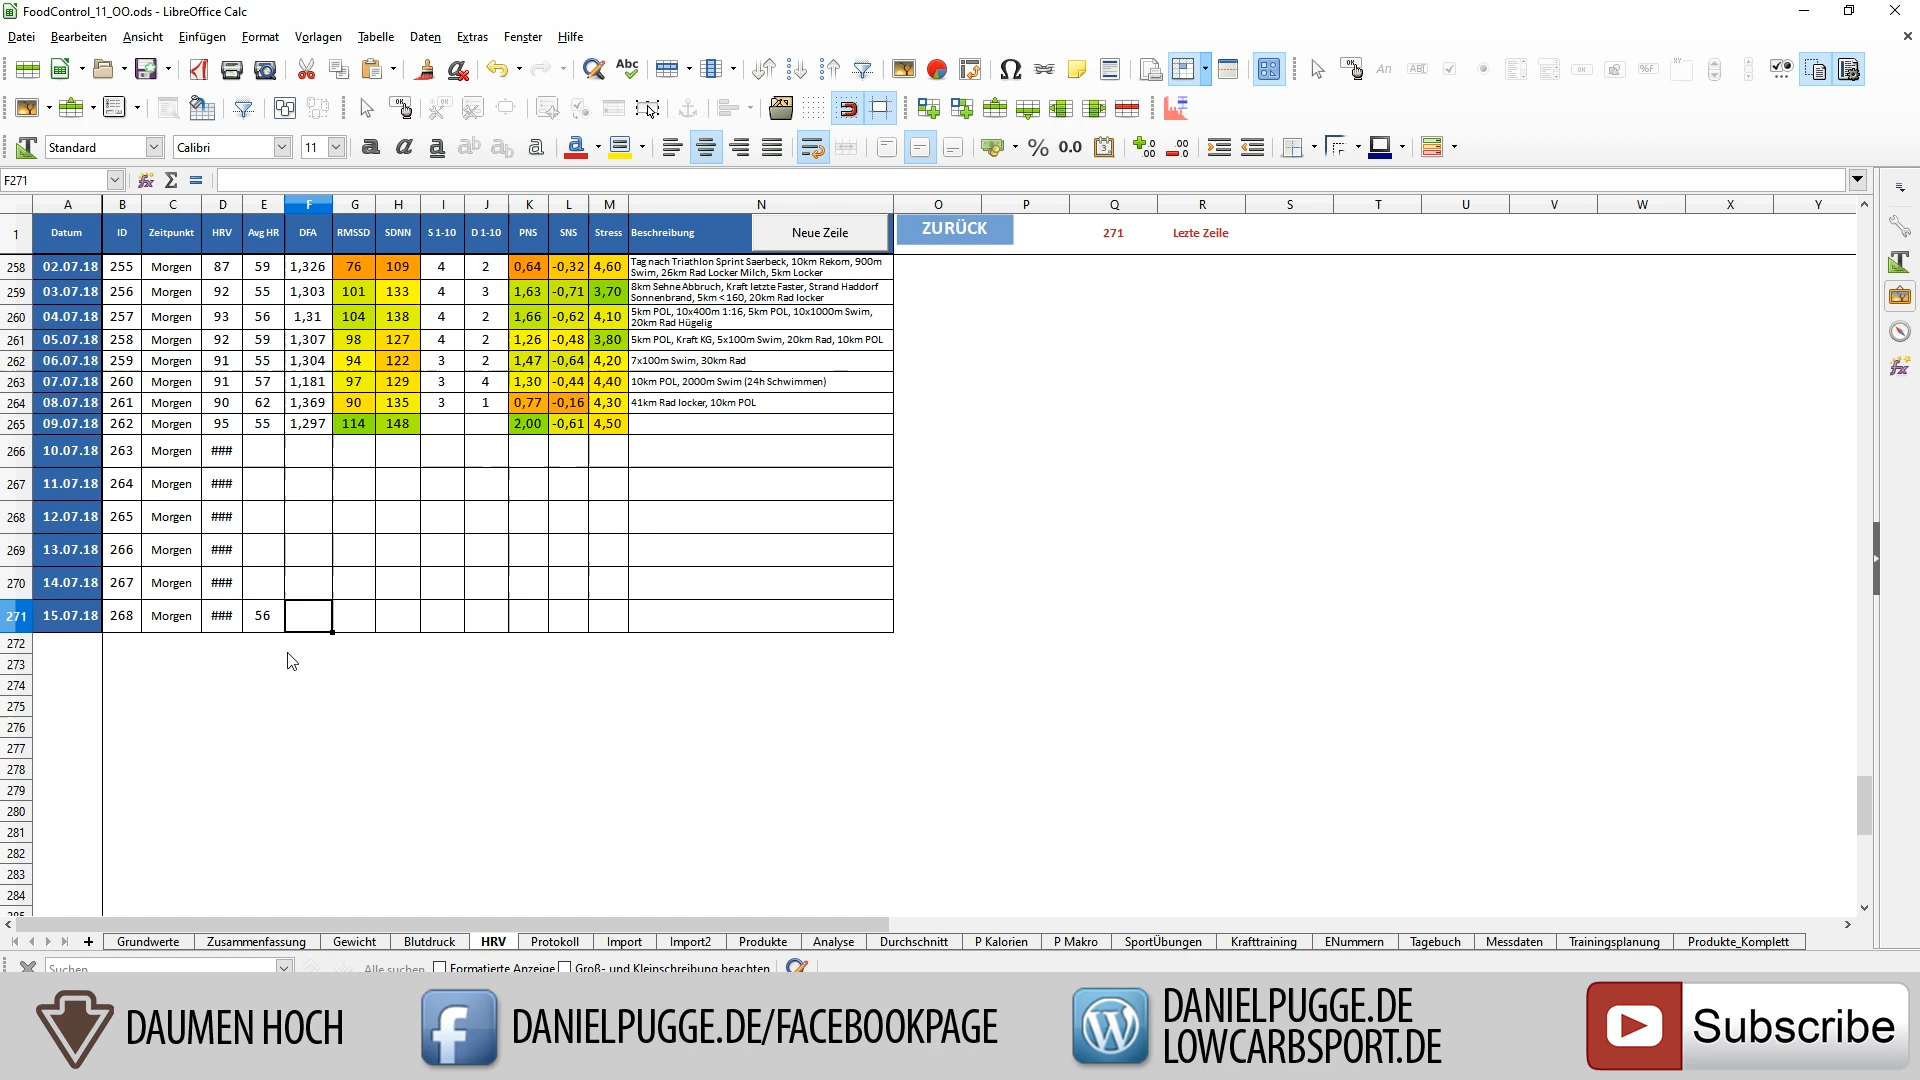 FoodControl_11_OO.ods - LibreOffice Calc
Datei Bearbeiten Ansicht Einfügen Format Vorlagen Tabelle Daten Extras Fenster Hilfe
Standard Calibri 11
F271
A B C D E F G H I J K L M N O P Q R S T U V W X Y
1 Datum ID Zeitpunkt HRV Avg HR DFA RMSSD SDNN S 1-10 D 1-10 PNS SNS Stress Beschreibung Neue Zeile ZURÜCK 271 Lezte Zeile
258 02.07.18 255 Morgen 87 59 1,326 76 109 4 2 0,64 -0,32 4,60 Tag nach Triathlon Sprint Saerbeck, 10km Rekom, 900m
Swim, 26km Rad Locker Milch, 5km Locker
259 03.07.18 256 Morgen 92 55 1,303 101 133 4 3 1,63 -0,71 3,70 8km Sehne Abbruch, Kraft letzte Faster, Strand Haddorf
Sonnenbrand, 5km < 160, 20km Rad locker
260 04.07.18 257 Morgen 93 56 1,31 104 138 4 2 1,66 -0,62 4,10 5km POL, 10x400m 1:16, 5km POL, 10x1000m Swim,
20km Rad Hügelig
261 05.07.18 258 Morgen 92 59 1,307 98 127 4 2 1,26 -0,48 3,80 5km POL, Kraft KG, 5x100m Swim, 20km Rad, 10km POL
262 06.07.18 259 Morgen 91 55 1,304 94 122 3 2 1,47 -0,64 4,20 7x100m Swim, 30km Rad
263 07.07.18 260 Morgen 91 57 1,181 97 129 3 4 1,30 -0,44 4,40 10km POL, 2000m Swim (24h Schwimmen)
264 08.07.18 261 Morgen 90 62 1,369 90 135 3 1 0,77 -0,16 4,30 41km Rad locker, 10km POL
265 09.07.18 262 Morgen 95 55 1,297 114 148 2,00 -0,61 4,50
266 10.07.18 263 Morgen ###
267 11.07.18 264 Morgen ###
268 12.07.18 265 Morgen ###
269 13.07.18 266 Morgen ###
270 14.07.18 267 Morgen ###
271 15.07.18 268 Morgen ### 56
272
273
274
275
276
277
278
279
280
281
282
283
284
285
Grundwerte Zusammenfassung Gewicht Blutdruck HRV Protokoll Import Import2 Produkte Analyse Durchschnitt P Kalorien P Makro SportÜbungen Krafttraining ENummern Tagebuch Messdaten Trainingsplanung Produkte_Komplett
Suchen Alle suchen Formatierte Anzeige Groß- und Kleinschreibung beachten
DAUMEN HOCH
DANIELPUGGE.DE/FACEBOOKPAGE
DANIELPUGGE.DE
LOWCARBSPORT.DE
Subscribe